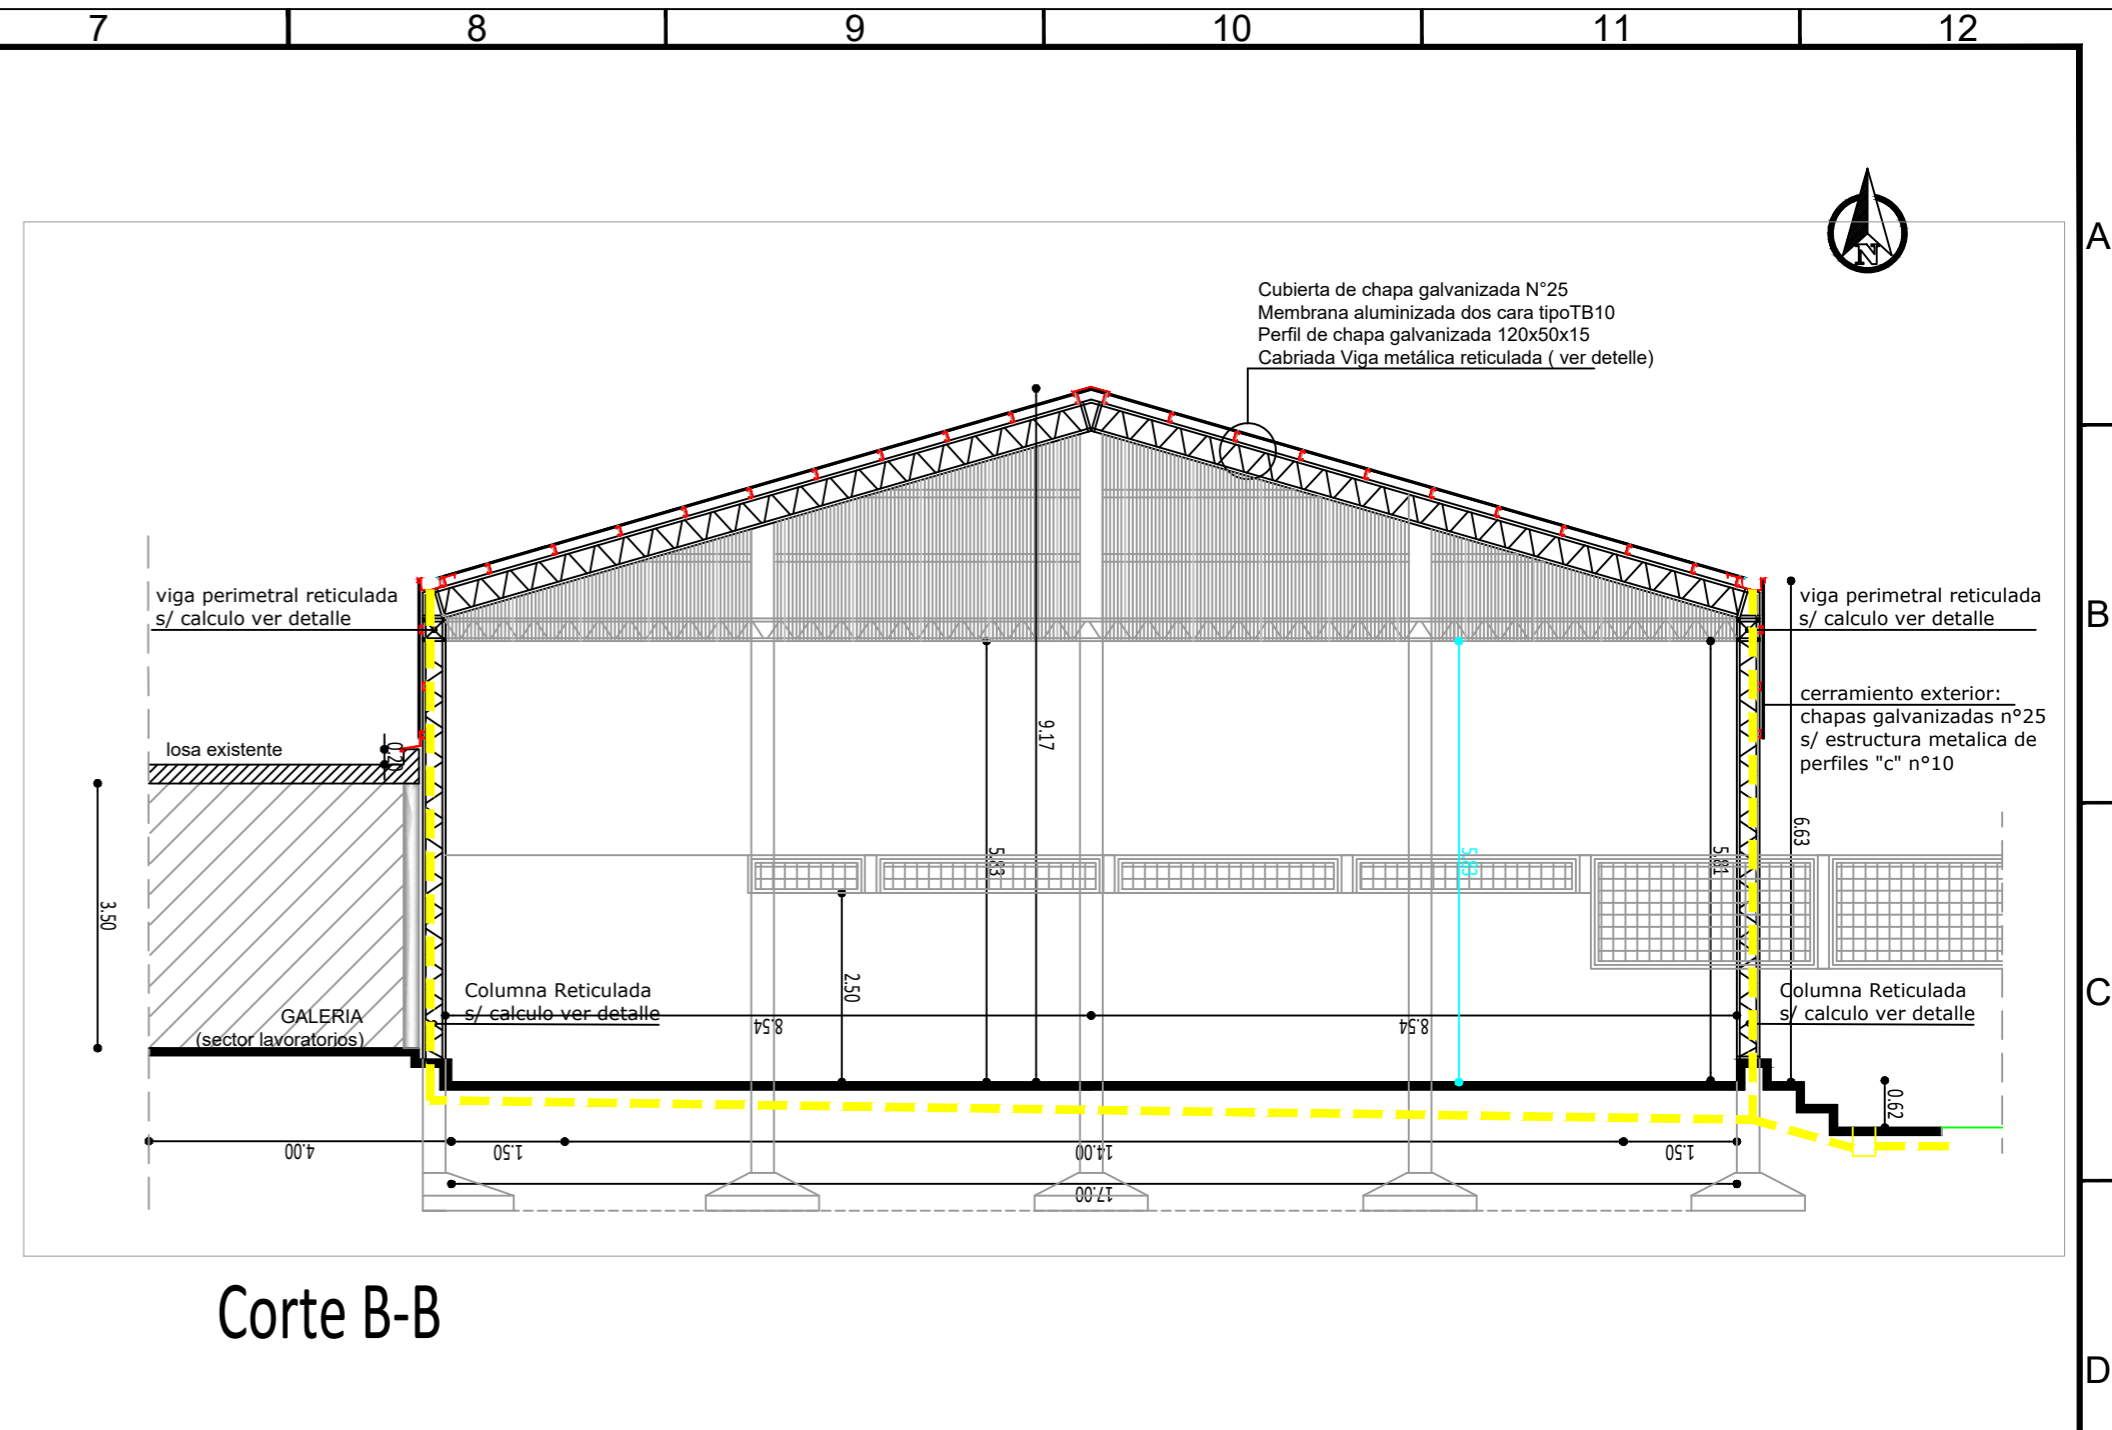 7 8 9 10 11 12
A
N
Cubierta de chapa galvanizada N°25
Membrana aluminizada dos cara tipoTB10
Perfil de chapa galvanizada 120x50x15
Cabriada Viga metálica reticulada ( ver detelle)
viga perimetral reticulada
s/ calculo ver detalle
viga perimetral reticulada
s/ calculo ver detalle
B
cerramiento exterior:
chapas galvanizadas n°25
s/ estructura metalica de
perfiles "c" n°10
losa existente
0.20
9.17
6.63
5.83
5.83
5.81
3.50
2.50
Columna Reticulada
s/ calculo ver detalle
Columna Reticulada
s/ calculo ver detalle
C
GALERIA
(sector lavoratorios)
8.54
8.54
0.62
4.00
1.50
14.00
1.50
17.00
Corte B-B
D